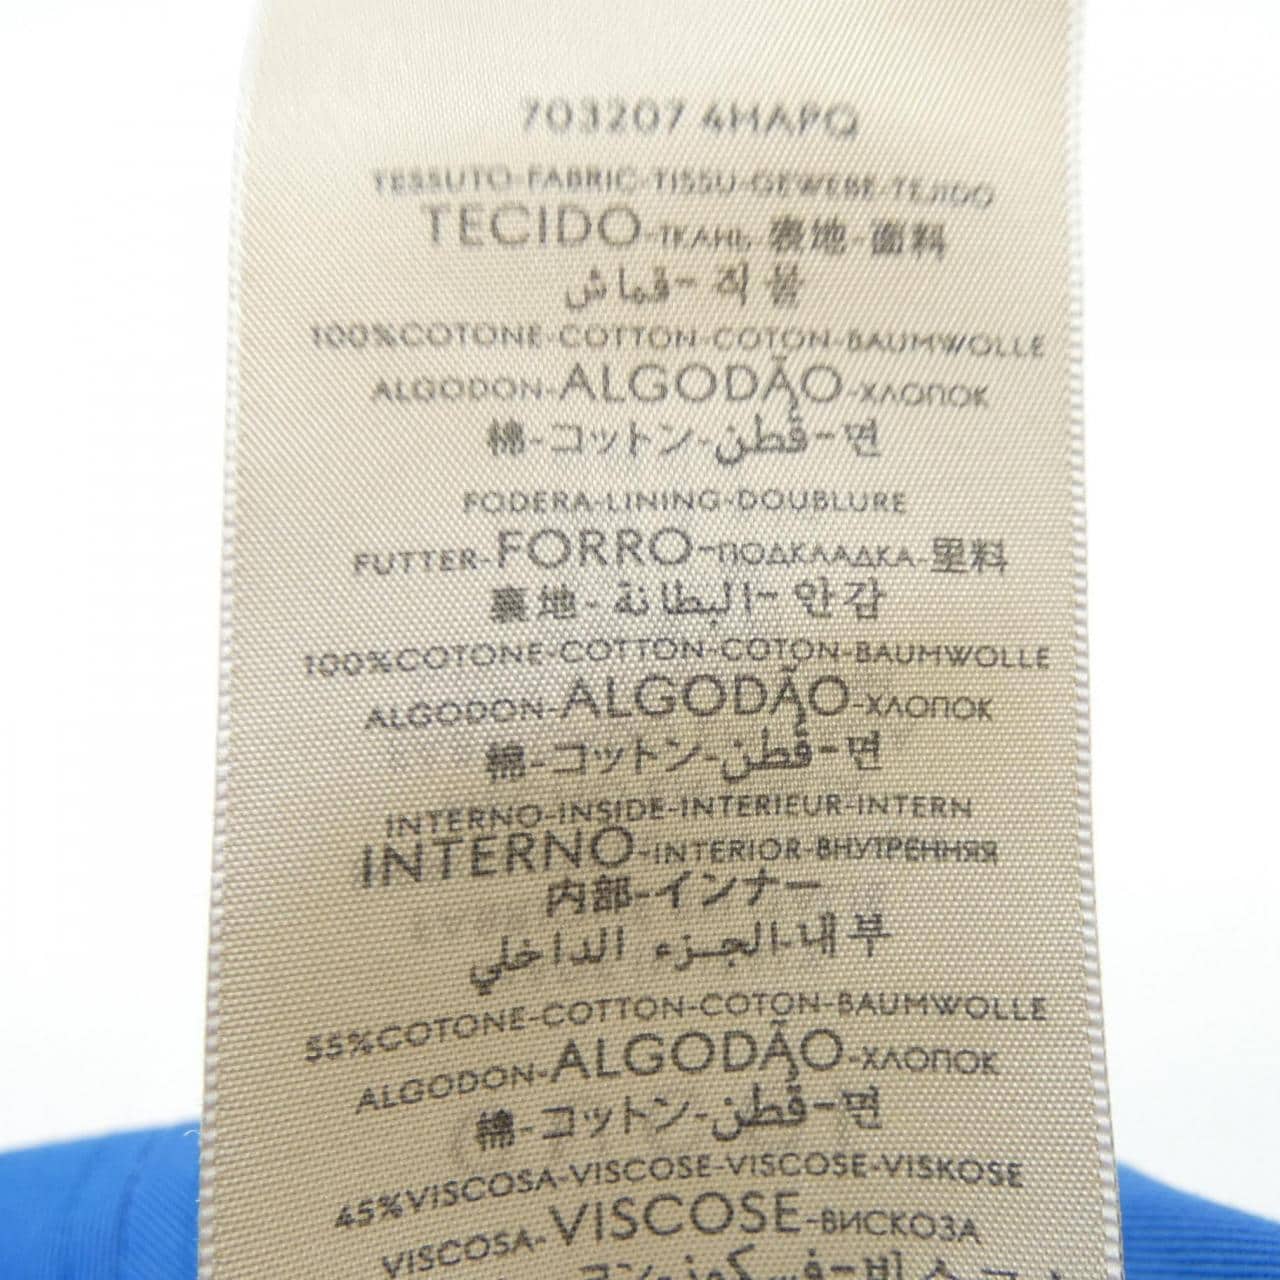 703207 4HAPQ
TESSUTO-FABRIC-TISSU-GEWEBE-TEJIDO
TECIDO-ТКАНЬ-表地-面料
قماش-직물
100%COTONE-COTTON-COTON-BAUMWOLLE
ALGODON-ALGODÃO-ХЛОПОК
棉-コットン-قُطن-면
FODERA-LINING-DOUBLURE
FUTTER-FORRO-ПОДКЛАДКА-里料
裏地-البطانة-안감
100%COTONE-COTTON-COTON-BAUMWOLLE
ALGODON-ALGODÃO-ХЛОПОК
棉-コットン-قُطن-면
INTERNO-INSIDE-INTERIEUR-INTERN
INTERNO-INTERIOR-ВНУТРЕННЯЯ
内部-インナー
الجزء الداخلي-내부
55%COTONE-COTTON-COTON-BAUMWOLLE
ALGODON-ALGODÃO-ХЛОПОК
棉-コットン-قُطن-면
45%VISCOSA-VISCOSE-VISCOSE-VISKOSE
VISCOSA-VISCOSE-ВИСКОЗА